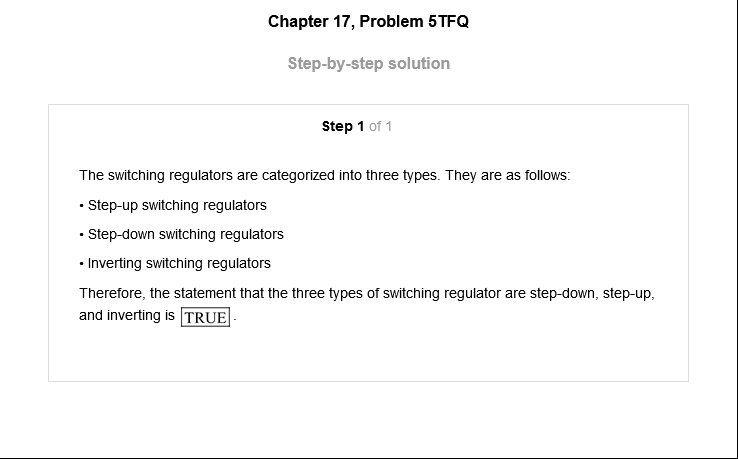 Chapter 17, Problem 5TFQ
Step-by-step solution
Step 1 of 1
The switching regulators are categorized into three types. They are as follows:
• Step-up switching regulators
• Step-down switching regulators
• Inverting switching regulators
Therefore, the statement that the three types of switching regulator are step-down, step-up,
and inverting is TRUE.